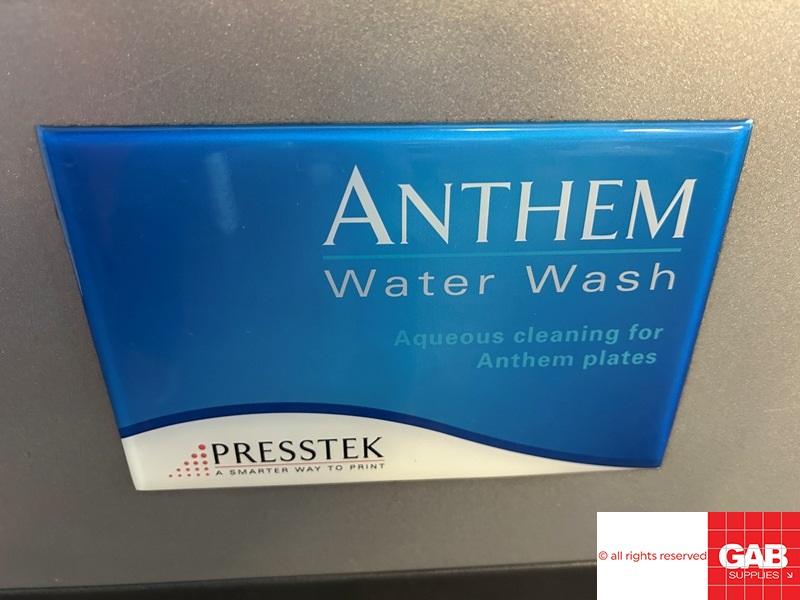 ANTHEM
Water Wash
Aqueous cleaning for
Anthem plates
PRESSTEK
A SMARTER WAY TO PRINT
© all rights reserved
GAB
SUPPLIES